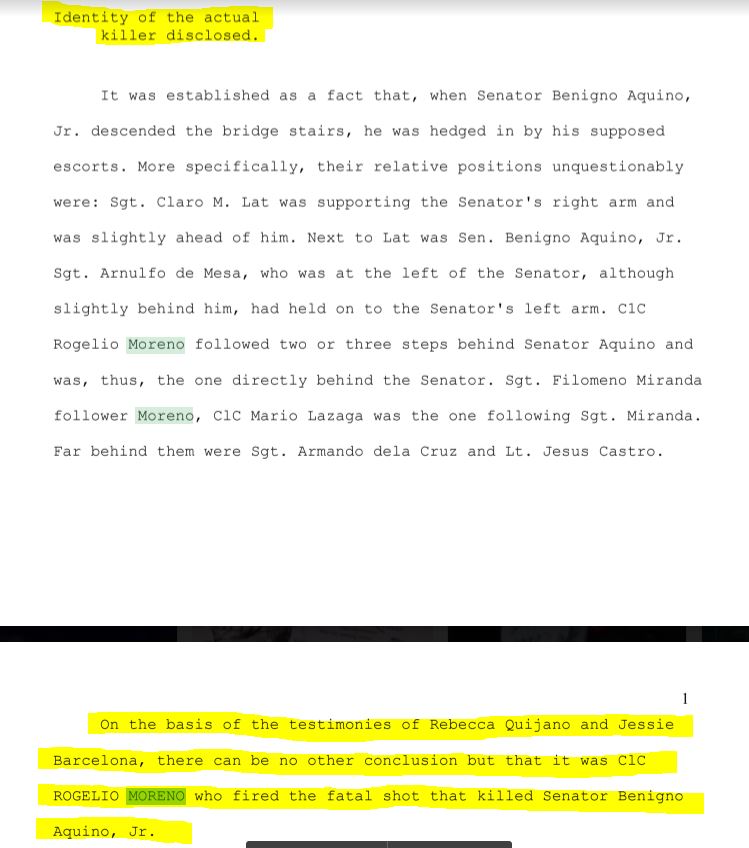 Identity of the actual
killer disclosed.
It was established as a fact that, when Senator Benigno Aquino,
Jr. descended the bridge stairs, he was hedged in by his supposed
escorts. More specifically, their relative positions unquestionably
were: Sgt. Claro M. Lat was supporting the Senator's right arm and
was slightly ahead of him. Next to Lat was Sen. Benigno Aquino, Jr.
Sgt. Arnulfo de Mesa, who was at the left of the Senator, although
slightly behind him, had held on to the Senator's left arm. C1C
Rogelio Moreno followed two or three steps behind Senator Aquino and
was, thus, the one directly behind the Senator. Sgt. Filomeno Miranda
follower Moreno, ClC Mario Lazaga was the one following Sgt. Miranda.
Far behind them were Sgt. Armando dela Cruz and Lt. Jesus Castro.
1
On the basis of the testimonies of Rebecca Quijano and Jessie
Barcelona, there can be no other conclusion but that it was ClC
ROGELIO MORENO who fired the fatal shot that killed Senator Benigno
Aquino, Jr.